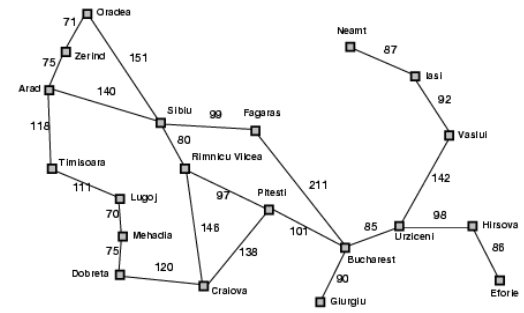 Oradea
71
Neamt
87
Zerind
151
75
Iasi
Arad
140
92
Sibiu
99
Fagaras
118
80
Vaslui
Rimnicu Vilcea
Timisoara
142
111
211
Lugoj
97
Pitesti
70
98
Hirsova
146
85
Mehadia
101
Urziceni
138
86
75
Bucharest
120
90
Dobreta
Craiova
Eforie
Giurgiu